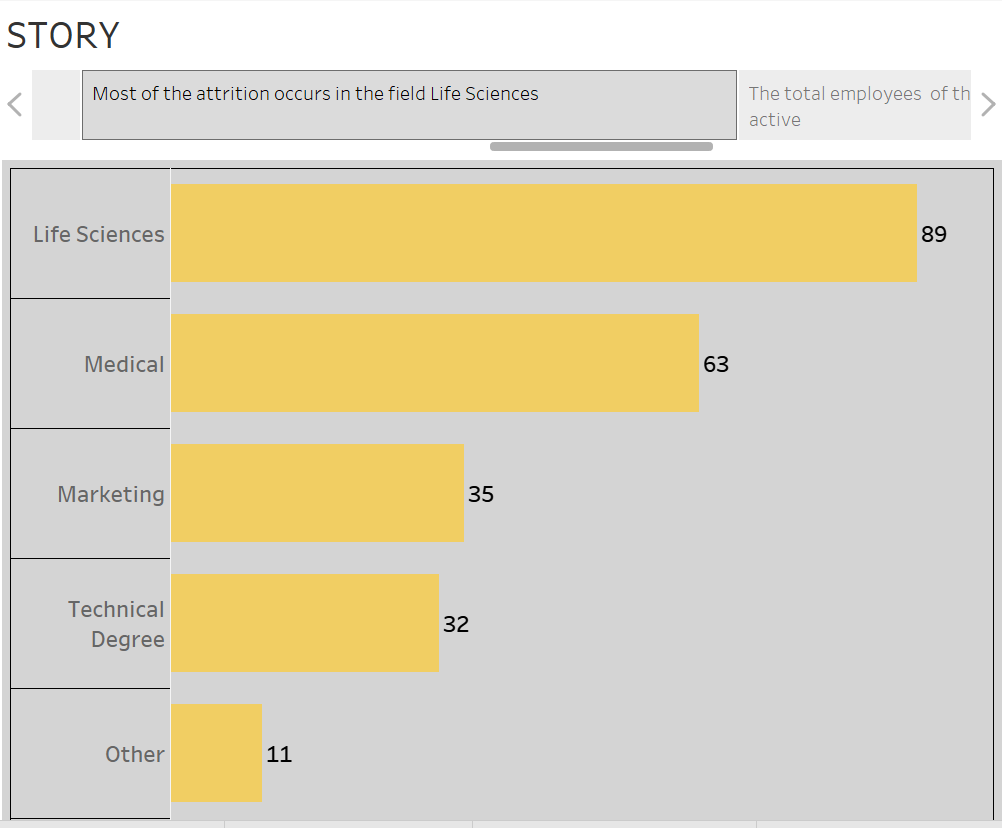 STORY
Most of the attrition occurs in the field Life Sciences
The total employees of th
active
Life Sciences
89
Medical
63
Marketing
35
Technical
Degree
32
Other
11